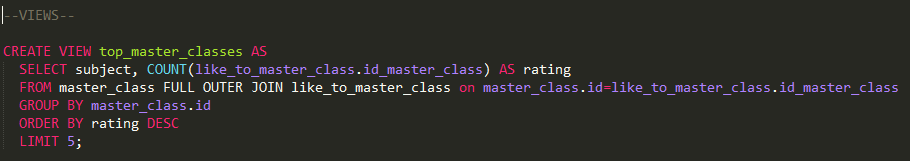 --VIEWS--
CREATE VIEW top_master_classes AS
SELECT subject, COUNT(like_to_master_class.id_master_class) AS rating
FROM master_class FULL OUTER JOIN like_to_master_class on master_class.id=like_to_master_class.id_master_class
GROUP BY master_class.id
ORDER BY rating DESC
LIMIT 5;